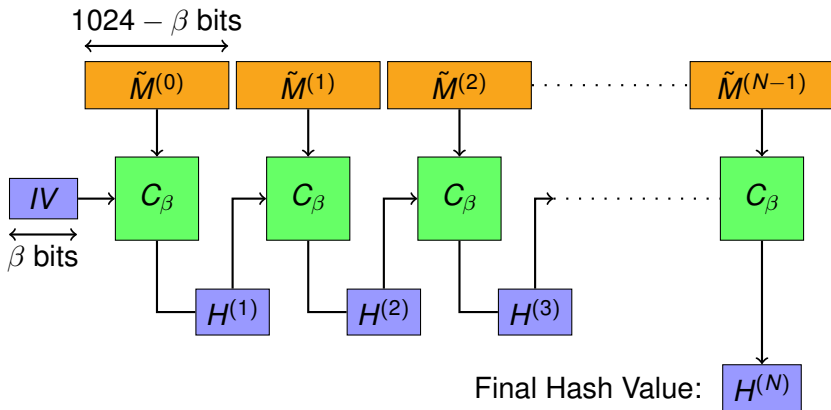 1024 − β bits
M̃⁽⁰⁾ M̃⁽¹⁾ M̃⁽²⁾ M̃⁽ᴺ⁻¹⁾
IV C_β C_β C_β C_β
β bits
H⁽¹⁾ H⁽²⁾ H⁽³⁾
Final Hash Value: H⁽ᴺ⁾